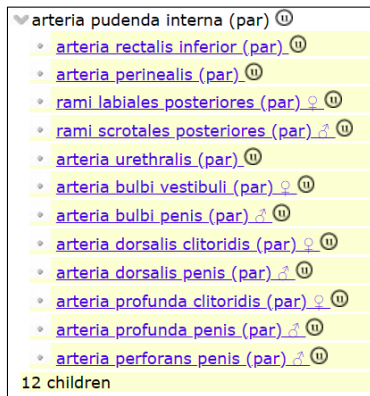 arteria pudenda interna (par) ⓤ
arteria rectalis inferior (par) ⓤ
arteria perinealis (par) ⓤ
rami labiales posteriores (par) ♀ ⓤ
rami scrotales posteriores (par) ♂ ⓤ
arteria urethralis (par) ⓤ
arteria bulbi vestibuli (par) ♀ ⓤ
arteria bulbi penis (par) ♂ ⓤ
arteria dorsalis clitoridis (par) ♀ ⓤ
arteria dorsalis penis (par) ♂ ⓤ
arteria profunda clitoridis (par) ♀ ⓤ
arteria profunda penis (par) ♂ ⓤ
arteria perforans penis (par) ♂ ⓤ
12 children